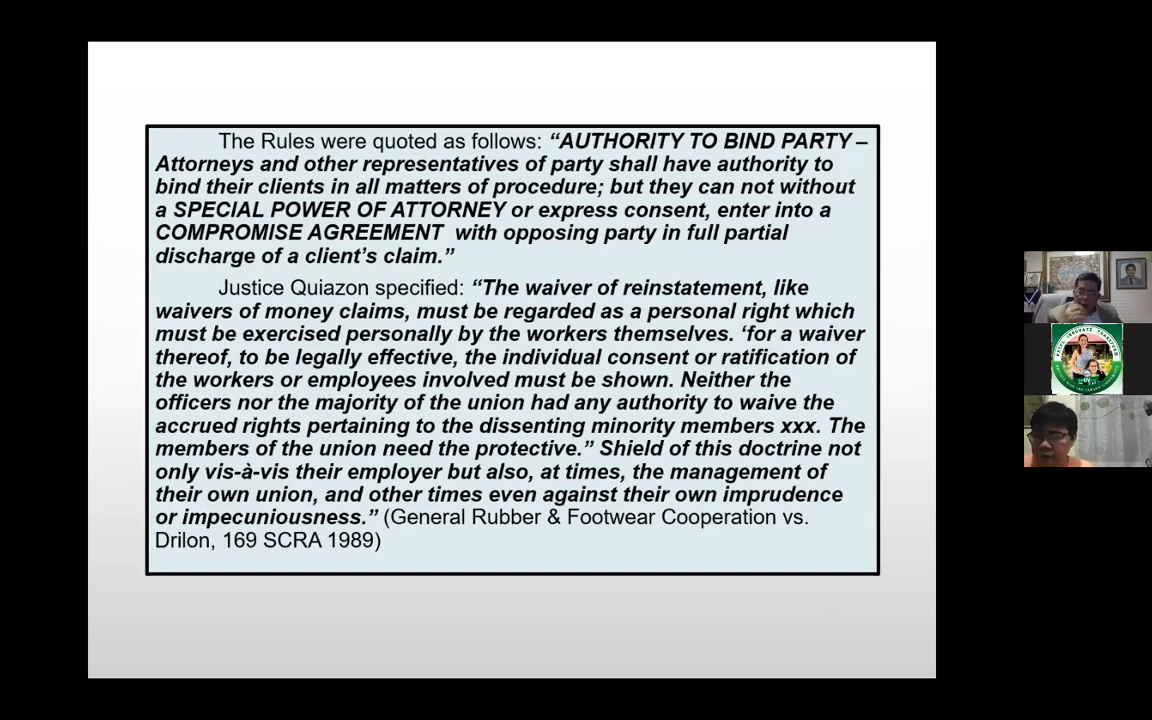 The Rules were quoted as follows: “AUTHORITY TO BIND PARTY –
Attorneys and other representatives of party shall have authority to
bind their clients in all matters of procedure; but they can not without
a SPECIAL POWER OF ATTORNEY or express consent, enter into a
COMPROMISE AGREEMENT with opposing party in full partial
discharge of a client’s claim.”
Justice Quiazon specified: “The waiver of reinstatement, like
waivers of money claims, must be regarded as a personal right which
must be exercised personally by the workers themselves. ‘for a waiver
thereof, to be legally effective, the individual consent or ratification of
the workers or employees involved must be shown. Neither the
officers nor the majority of the union had any authority to waive the
accrued rights pertaining to the dissenting minority members xxx. The
members of the union need the protective.” Shield of this doctrine not
only vis-à-vis their employer but also, at times, the management of
their own union, and other times even against their own imprudence
or impecuniousness.” (General Rubber & Footwear Cooperation vs.
Drilon, 169 SCRA 1989)